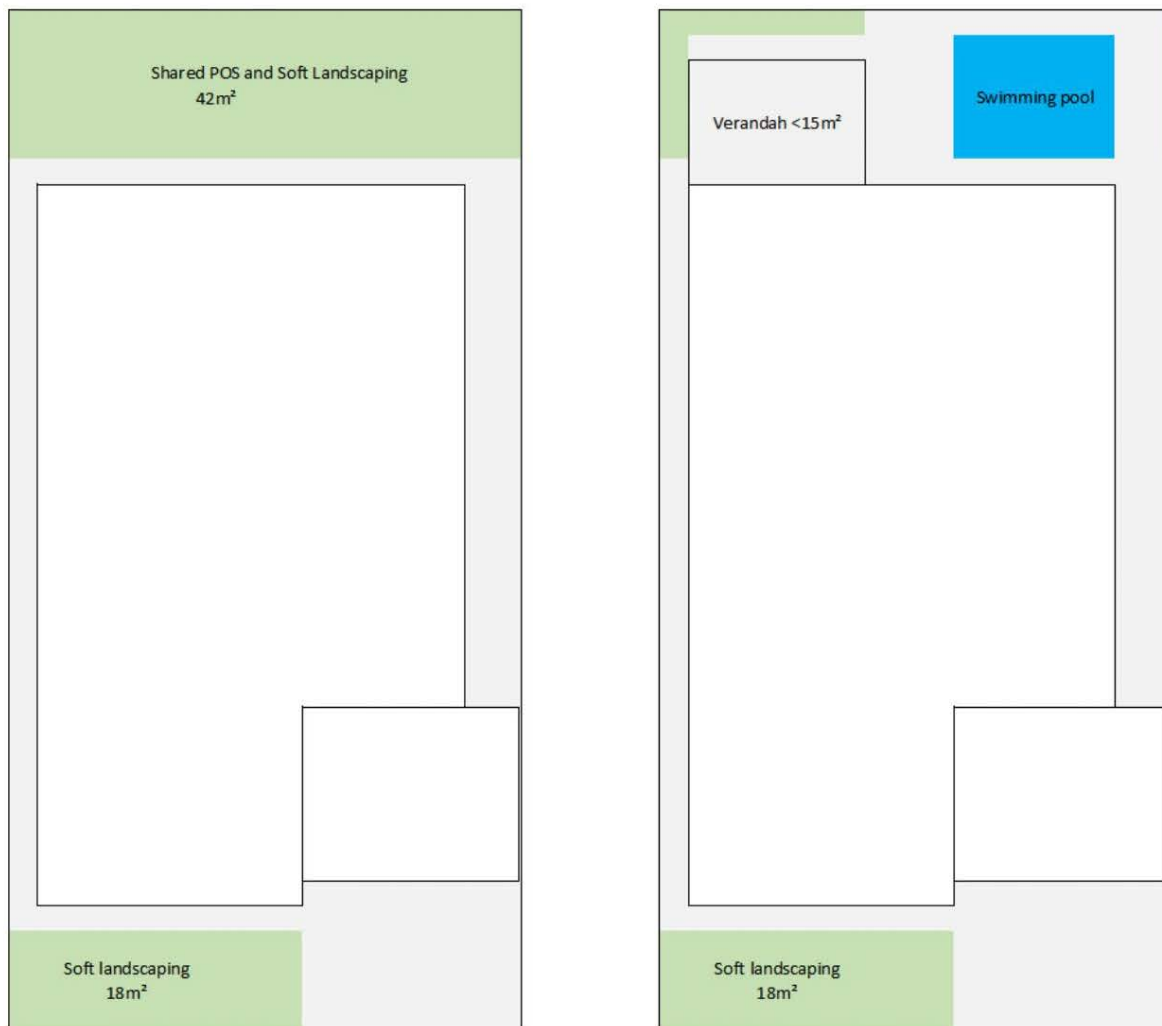 Shared POS and Soft Landscaping
42m²
Verandah <15m²
Swimming pool
Soft landscaping
18m²
Soft landscaping
18m²